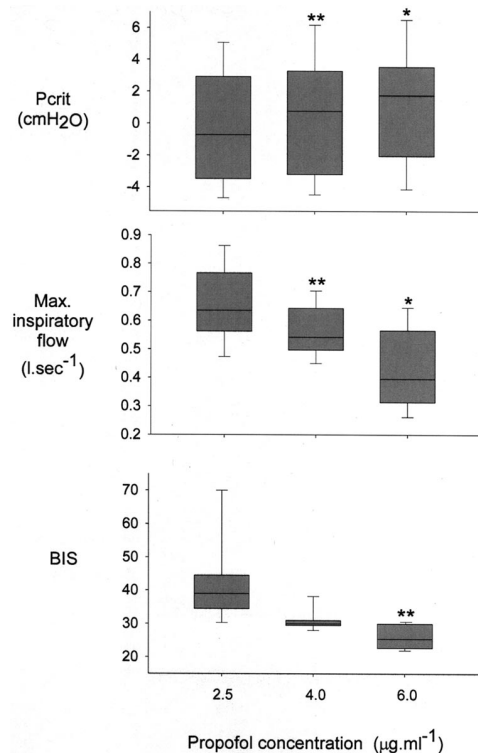 Pcrit
(cmH2O)
6
4
2
0
-2
-4
**
*
Max.
inspiratory
flow
(l.sec-1)
0.9
0.8
0.7
0.6
0.5
0.4
0.3
0.2
**
*
BIS
70
60
50
40
30
20
**
2.5 4.0 6.0
Propofol concentration (µg.ml-1)